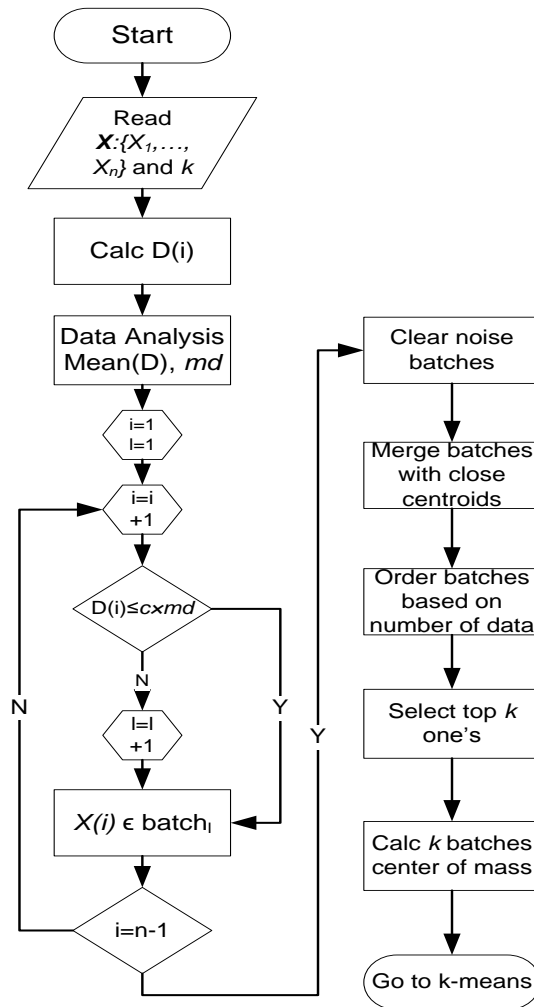 Start
Read
X:{X1,...,
Xn} and k
Calc D(i)
Data Analysis
Mean(D), md
i=1
l=1
i=i
+1
D(i)≤c×md
N
N
Y
l=l
+1
X(i) ϵ batchl
i=n-1
Y
Clear noise
batches
Merge batches
with close
centroids
Order batches
based on
number of data
Select top k
one's
Calc k batches
center of mass
Go to k-means